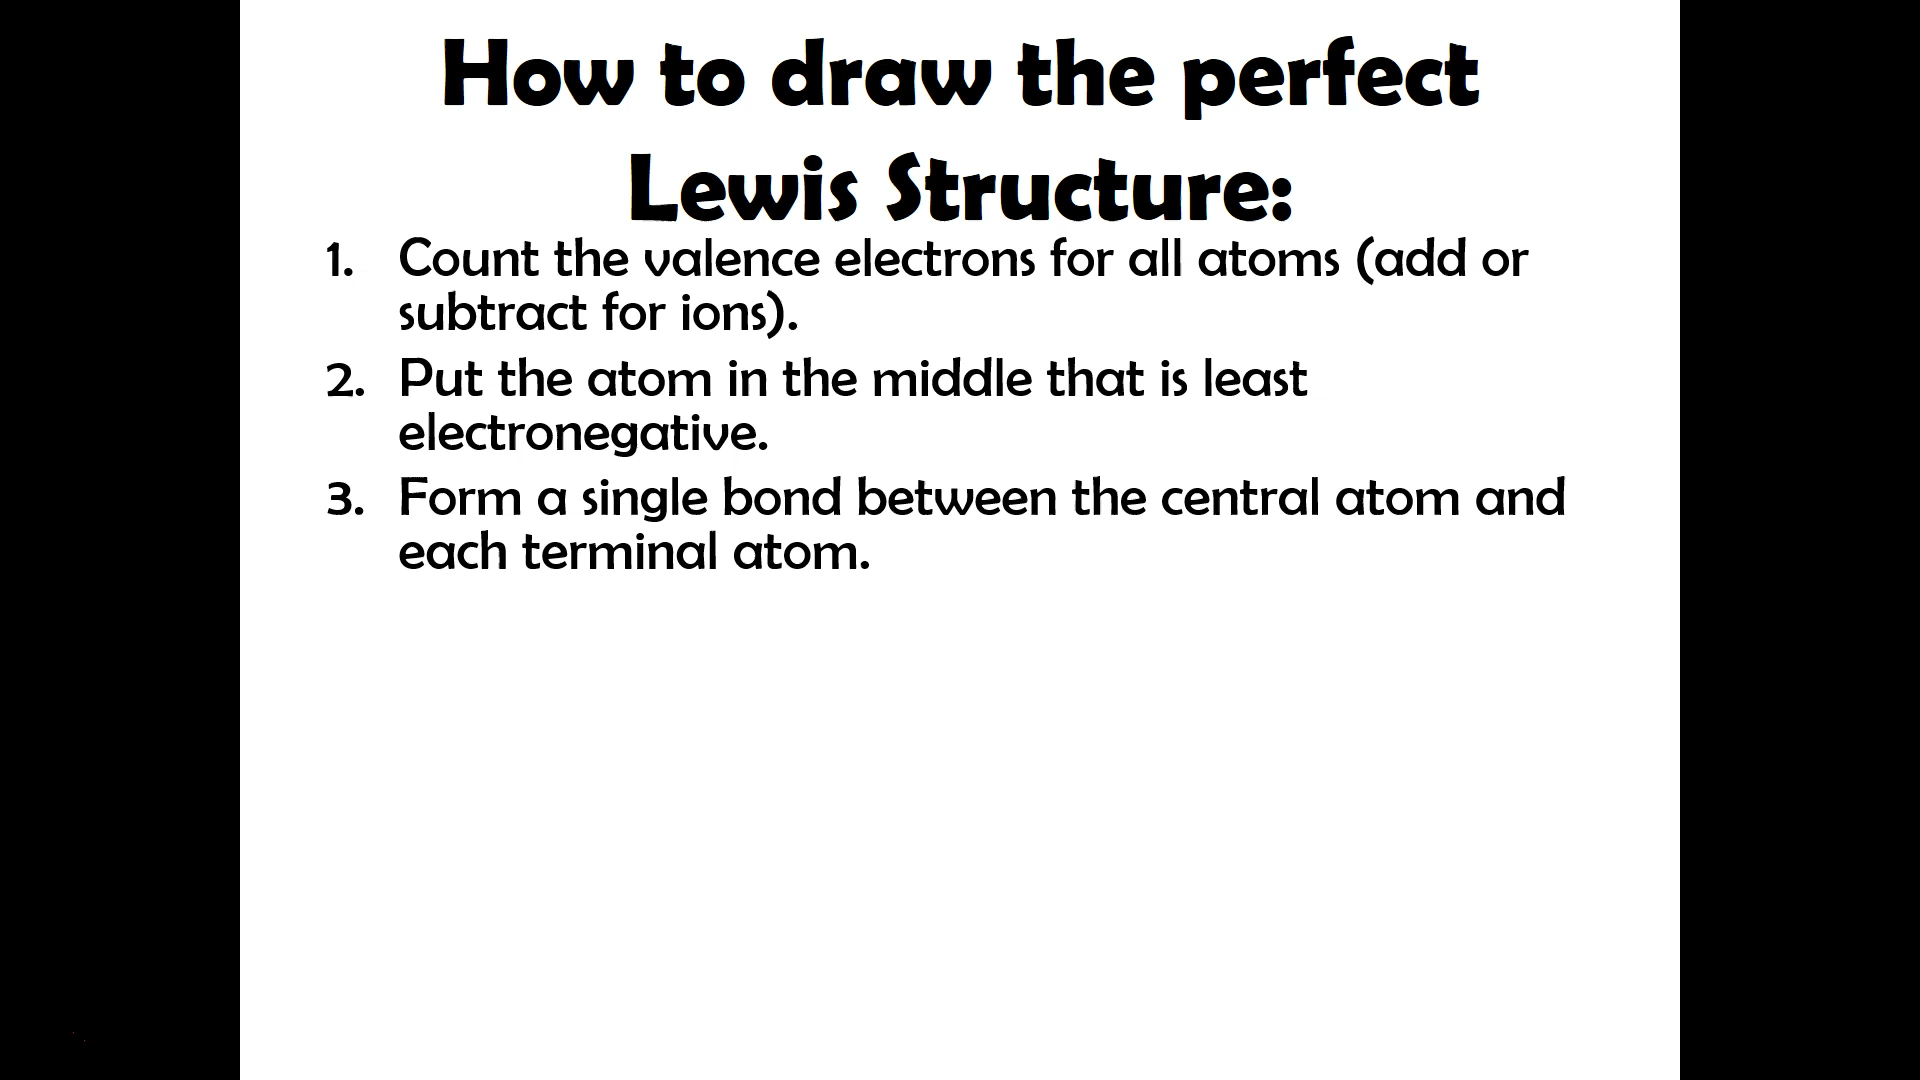 How to draw the perfect
Lewis Structure:
1. Count the valence electrons for all atoms (add or
subtract for ions).
2. Put the atom in the middle that is least
electronegative.
3. Form a single bond between the central atom and
each terminal atom.